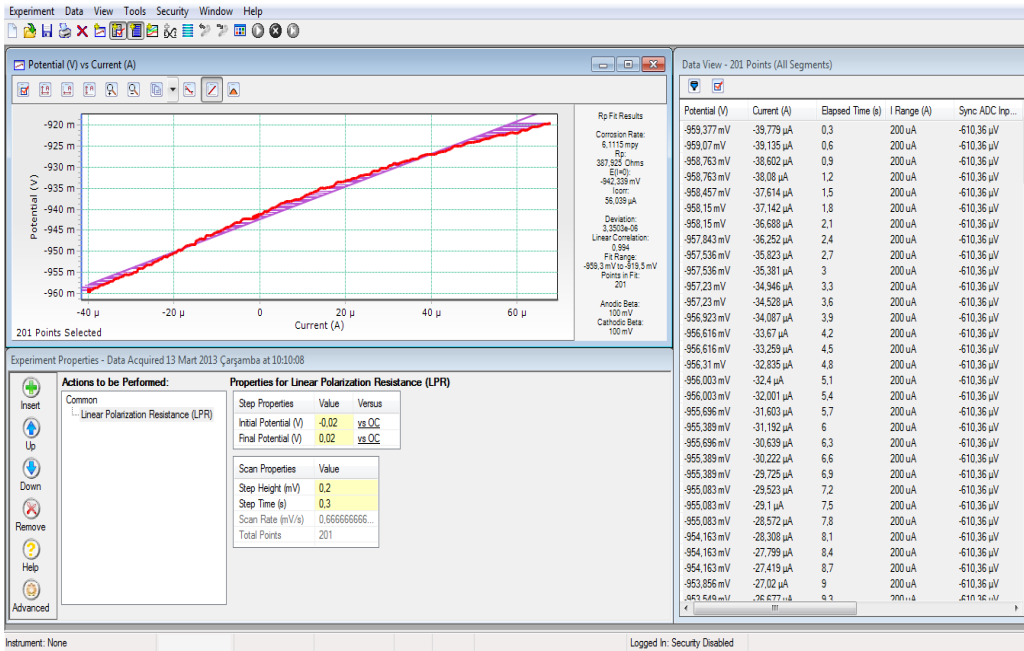 Experiment Data View Tools Security Window Help
Potential (V) vs Current (A)
-920 m
-925 m
-930 m
-935 m
-940 m
-945 m
-950 m
-955 m
-960 m
Potential (V)
-40 µ -20 µ 0 20 µ 40 µ 60 µ
Current (A)
201 Points Selected
Rp Fit Results
Corrosion Rate:
6,1115 mpy
Rp:
387,925 Ohms
E(I=0):
-942,339 mV
Icorr:
56,039 µA
Deviation:
3,3503e-06
Linear Correlation:
0,994
Fit Range:
-959,3 mV to -919,5 mV
Points in Fit:
201
Anodic Beta:
100 mV
Cathodic Beta:
100 mV
Experiment Properties - Data Acquired 13 Mart 2013 Çarşamba at 10:10:08
Insert
Up
Down
Remove
Help
Advanced
Actions to be Performed:
Common
Linear Polarization Resistance (LPR)
Properties for Linear Polarization Resistance (LPR)
Step Properties Value Versus
Initial Potential (V) -0,02 vs OC
Final Potential (V) 0,02 vs OC
Scan Properties Value
Step Height (mV) 0,2
Step Time (s) 0,3
Scan Rate (mV/s) 0,666666666...
Total Points 201
Data View - 201 Points (All Segments)
Potential (V) Current (A) Elapsed Time (s) I Range (A) Sync ADC Inp...
-959,377 mV -39,779 µA 0,3 200 uA -610,36 µV
-959,07 mV -39,135 µA 0,6 200 uA -610,36 µV
-958,763 mV -38,602 µA 0,9 200 uA -610,36 µV
-958,763 mV -38,08 µA 1,2 200 uA -610,36 µV
-958,457 mV -37,614 µA 1,5 200 uA -610,36 µV
-958,15 mV -37,142 µA 1,8 200 uA -610,36 µV
-958,15 mV -36,688 µA 2,1 200 uA -610,36 µV
-957,843 mV -36,252 µA 2,4 200 uA -610,36 µV
-957,536 mV -35,823 µA 2,7 200 uA -610,36 µV
-957,536 mV -35,381 µA 3 200 uA -610,36 µV
-957,23 mV -34,946 µA 3,3 200 uA -610,36 µV
-957,23 mV -34,528 µA 3,6 200 uA -610,36 µV
-956,923 mV -34,087 µA 3,9 200 uA -610,36 µV
-956,616 mV -33,67 µA 4,2 200 uA -610,36 µV
-956,616 mV -33,259 µA 4,5 200 uA -610,36 µV
-956,31 mV -32,835 µA 4,8 200 uA -610,36 µV
-956,003 mV -32,4 µA 5,1 200 uA -610,36 µV
-956,003 mV -32,001 µA 5,4 200 uA -610,36 µV
-955,696 mV -31,603 µA 5,7 200 uA -610,36 µV
-955,389 mV -31,192 µA 6 200 uA -610,36 µV
-955,696 mV -30,639 µA 6,3 200 uA -610,36 µV
-955,389 mV -30,222 µA 6,6 200 uA -610,36 µV
-955,389 mV -29,725 µA 6,9 200 uA -610,36 µV
-955,083 mV -29,523 µA 7,2 200 uA -610,36 µV
-955,083 mV -29,1 µA 7,5 200 uA -610,36 µV
-955,083 mV -28,572 µA 7,8 200 uA -610,36 µV
-954,163 mV -28,308 µA 8,1 200 uA -610,36 µV
-954,163 mV -27,799 µA 8,4 200 uA -610,36 µV
-954,163 mV -27,419 µA 8,7 200 uA -610,36 µV
-953,856 mV -27,02 µA 9 200 uA -610,36 µV
-953,549 mV -26,677 µA 9,3 200 uA -610,36 µV
Instrument: None
Logged In: Security Disabled